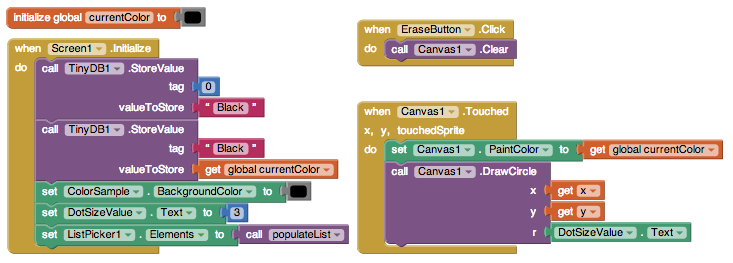 initialize global currentColor to
when Screen1 .Initialize
do call TinyDB1 .StoreValue
tag 0
valueToStore " Black "
call TinyDB1 .StoreValue
tag " Black "
valueToStore get global currentColor
set ColorSample . BackgroundColor to
set DotSizeValue . Text to 3
set ListPicker1 . Elements to call populateList
when EraseButton .Click
do call Canvas1 .Clear
when Canvas1 .Touched
x, y, touchedSprite
do set Canvas1 . PaintColor to get global currentColor
call Canvas1 .DrawCircle
x get x
y get y
r DotSizeValue . Text